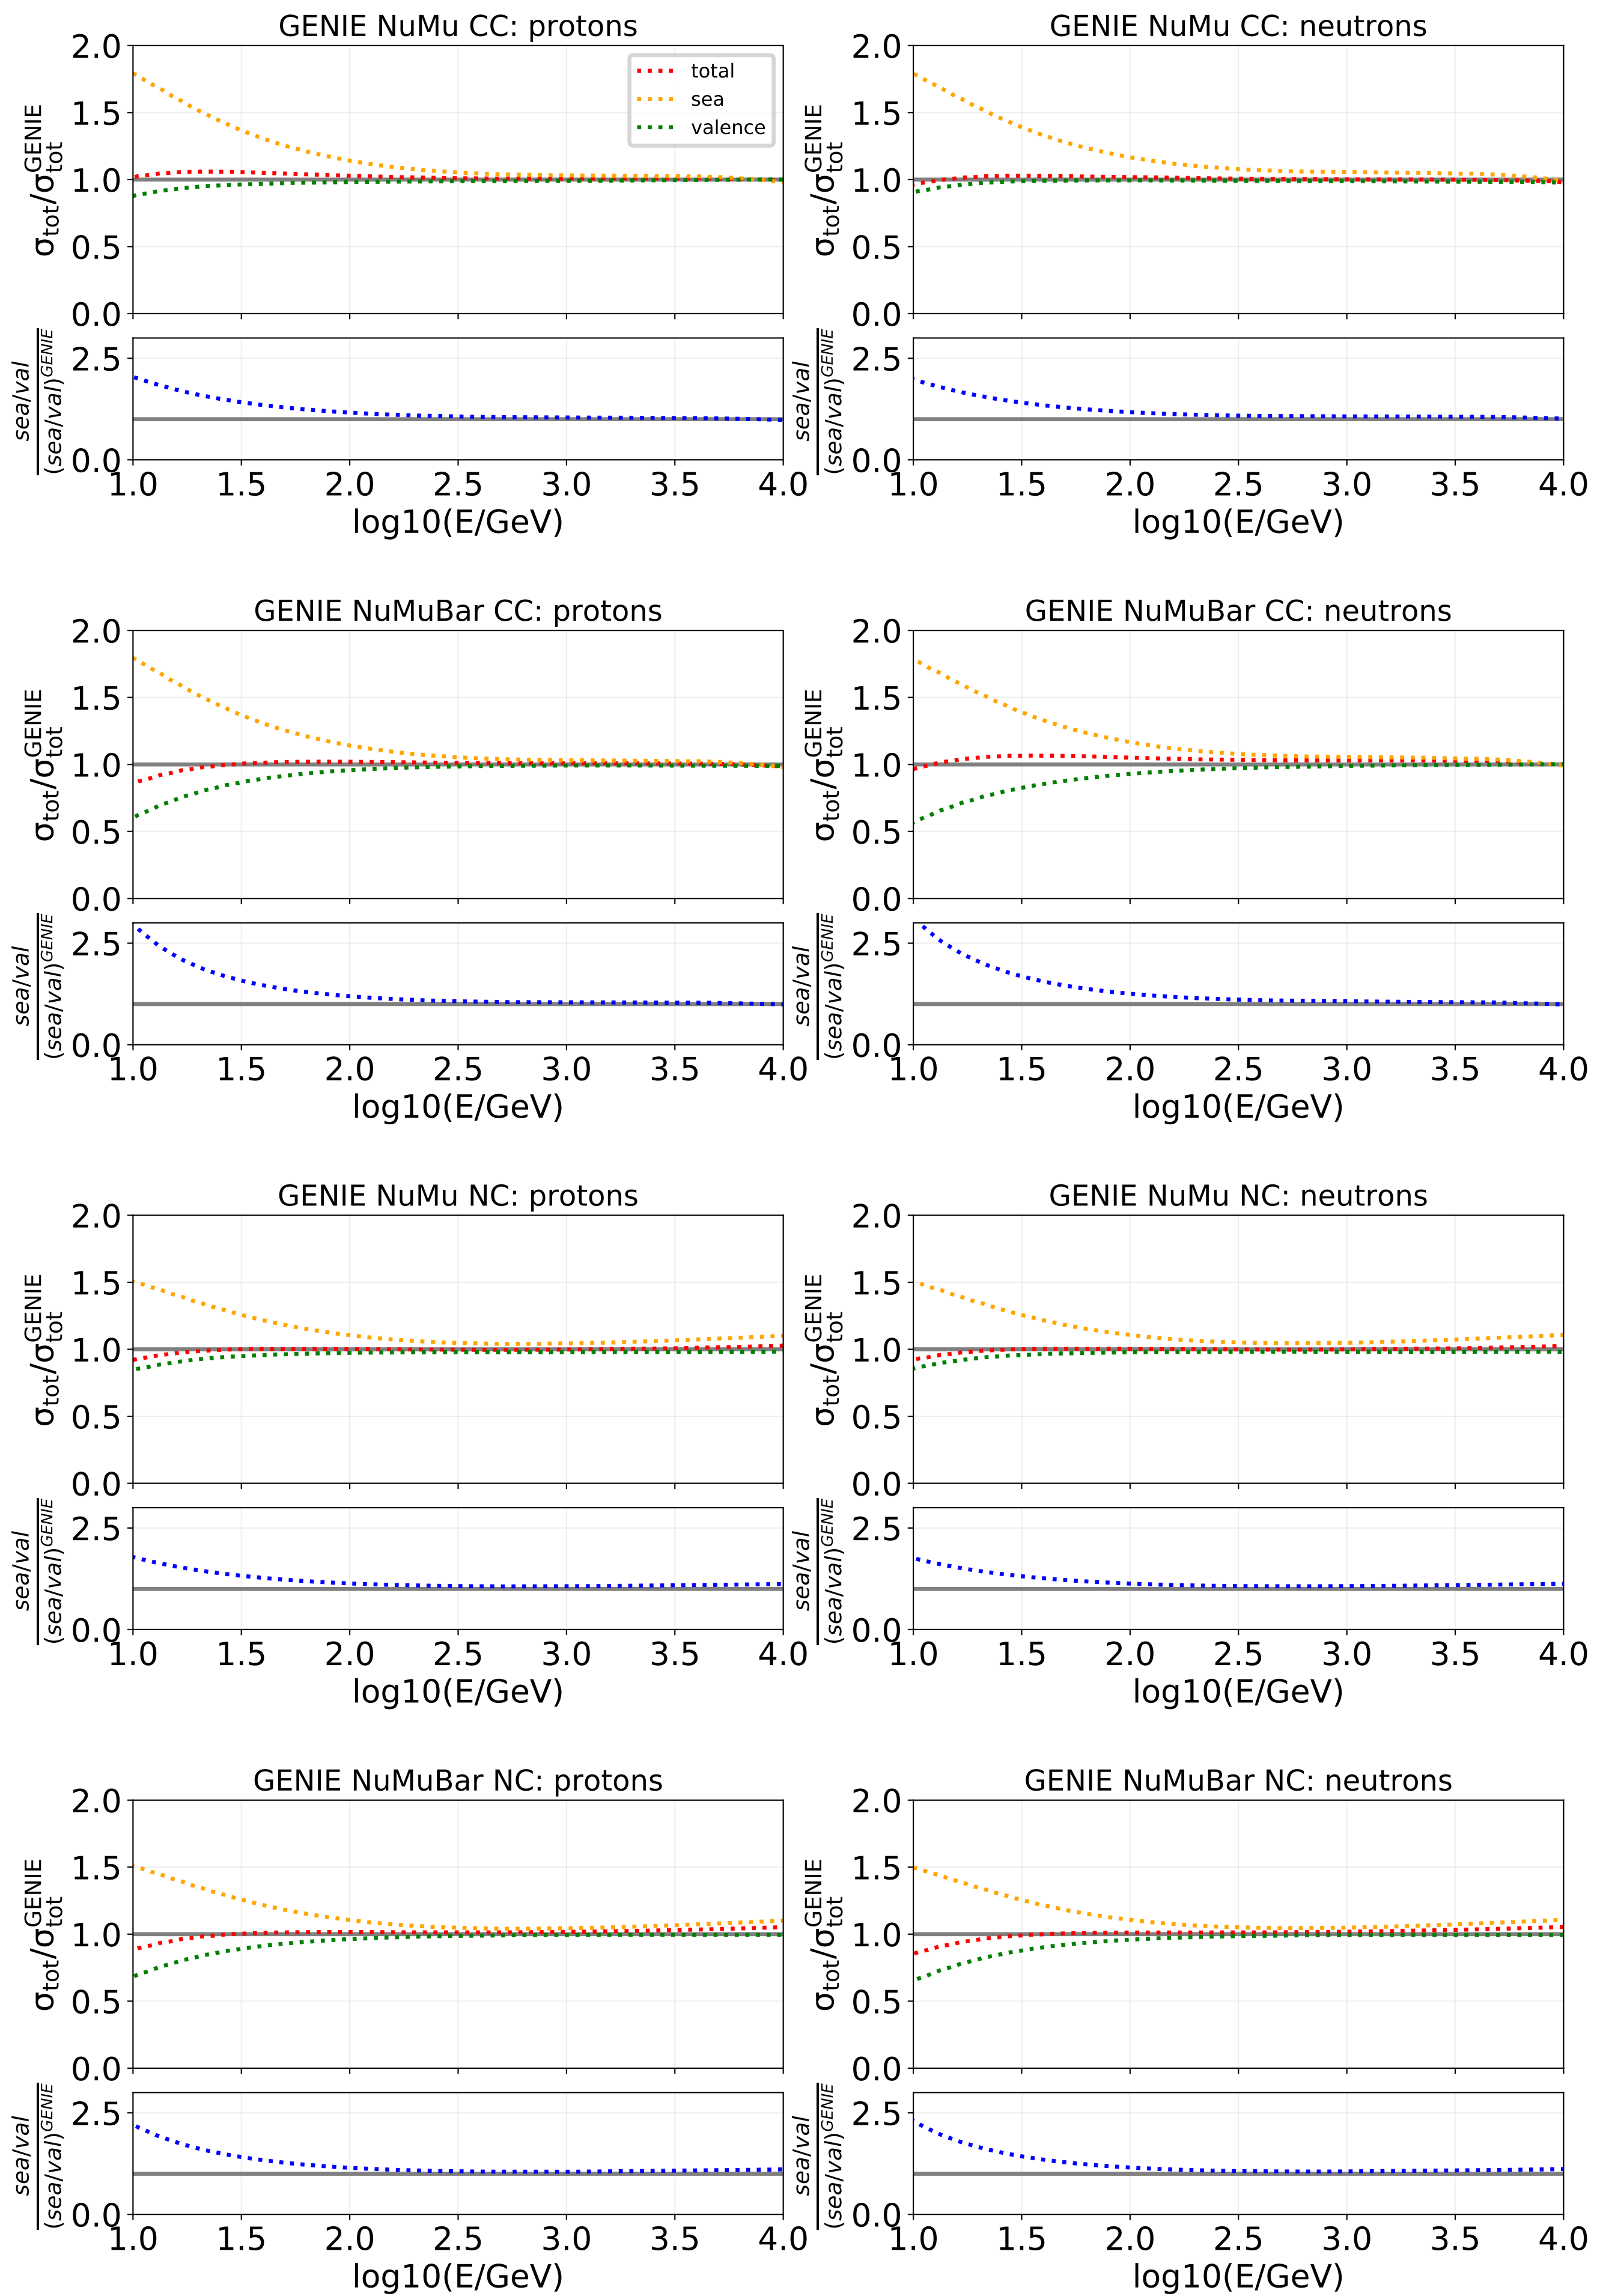 GENIE NuMu CC: protons
2.0
1.5
1.0
0.5
0.0
σtot/σtot^GENIE
total
sea
valence
2.5
0.0
sea/val
(sea/val)^GENIE
1.0 1.5 2.0 2.5 3.0 3.5 4.0
log10(E/GeV)
GENIE NuMu CC: neutrons
2.0
1.5
1.0
0.5
0.0
σtot/σtot^GENIE
2.5
0.0
sea/val
(sea/val)^GENIE
1.0 1.5 2.0 2.5 3.0 3.5 4.0
log10(E/GeV)
GENIE NuMuBar CC: protons
2.0
1.5
1.0
0.5
0.0
σtot/σtot^GENIE
2.5
0.0
sea/val
(sea/val)^GENIE
1.0 1.5 2.0 2.5 3.0 3.5 4.0
log10(E/GeV)
GENIE NuMuBar CC: neutrons
2.0
1.5
1.0
0.5
0.0
σtot/σtot^GENIE
2.5
0.0
sea/val
(sea/val)^GENIE
1.0 1.5 2.0 2.5 3.0 3.5 4.0
log10(E/GeV)
GENIE NuMu NC: protons
2.0
1.5
1.0
0.5
0.0
σtot/σtot^GENIE
2.5
0.0
sea/val
(sea/val)^GENIE
1.0 1.5 2.0 2.5 3.0 3.5 4.0
log10(E/GeV)
GENIE NuMu NC: neutrons
2.0
1.5
1.0
0.5
0.0
σtot/σtot^GENIE
2.5
0.0
sea/val
(sea/val)^GENIE
1.0 1.5 2.0 2.5 3.0 3.5 4.0
log10(E/GeV)
GENIE NuMuBar NC: protons
2.0
1.5
1.0
0.5
0.0
σtot/σtot^GENIE
2.5
0.0
sea/val
(sea/val)^GENIE
1.0 1.5 2.0 2.5 3.0 3.5 4.0
log10(E/GeV)
GENIE NuMuBar NC: neutrons
2.0
1.5
1.0
0.5
0.0
σtot/σtot^GENIE
2.5
0.0
sea/val
(sea/val)^GENIE
1.0 1.5 2.0 2.5 3.0 3.5 4.0
log10(E/GeV)